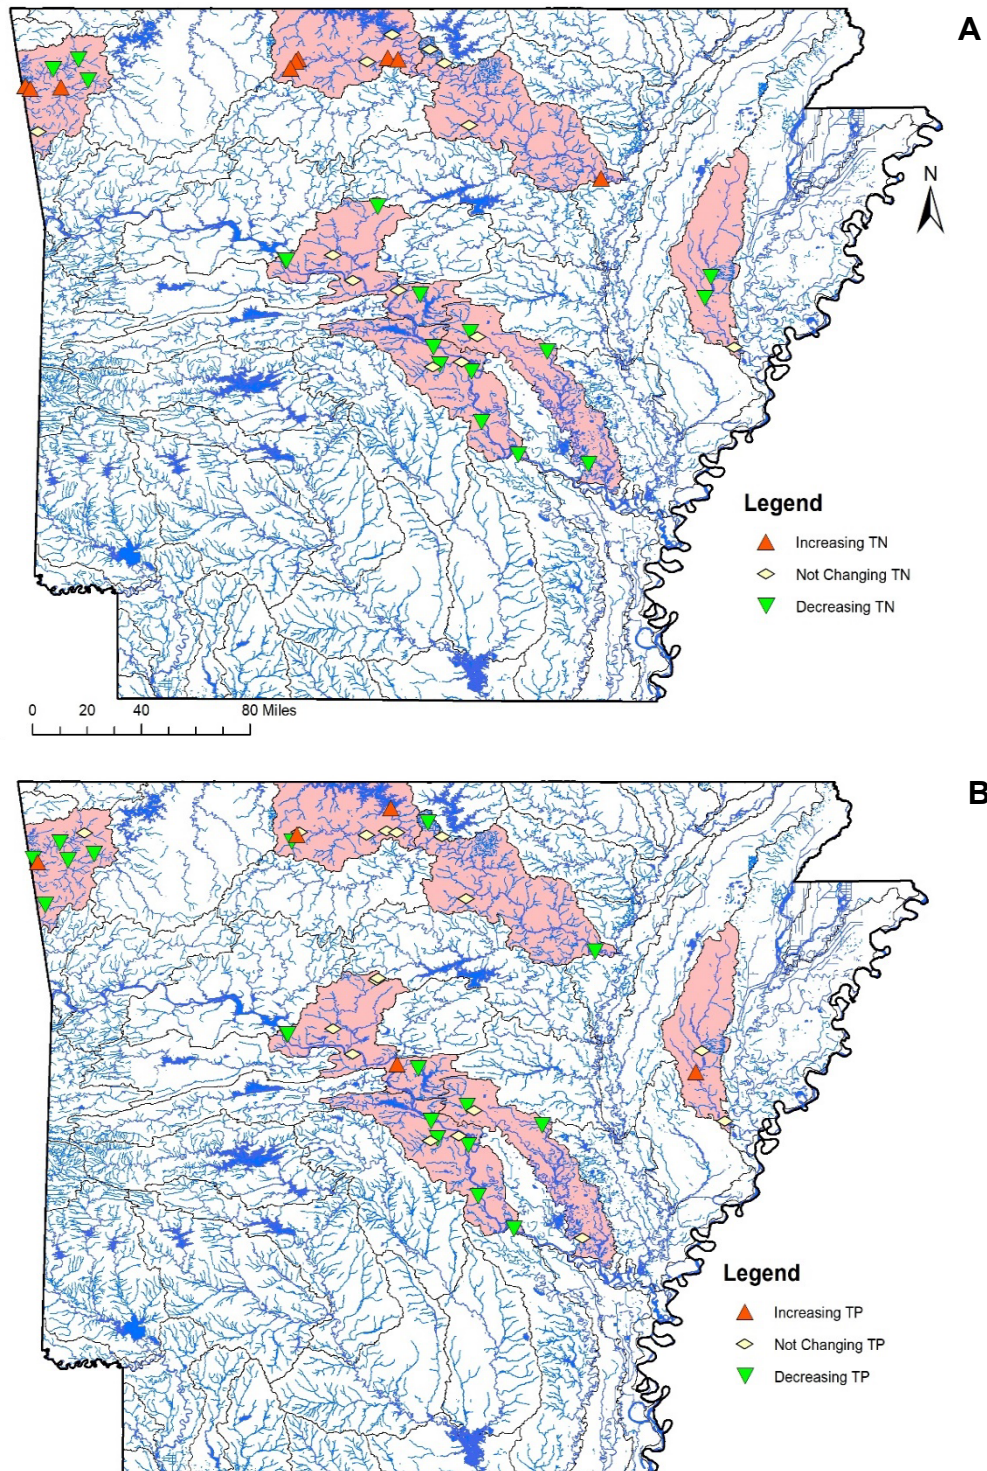 A
N
Legend
Increasing TN
Not Changing TN
Decreasing TN
0 20 40 80 Miles
B
Legend
Increasing TP
Not Changing TP
Decreasing TP